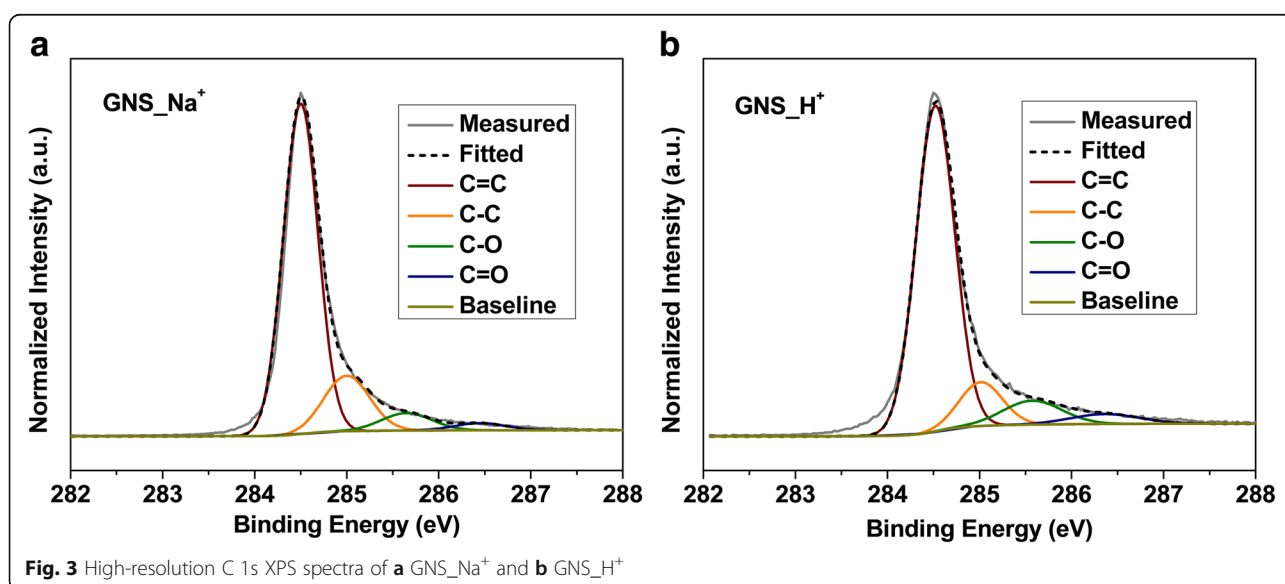 a
GNS_Na⁺
Measured
Fitted
C=C
C-C
C-O
C=O
Baseline
Normalized Intensity (a.u.)
282 283 284 285 286 287 288
Binding Energy (eV)
b
GNS_H⁺
Measured
Fitted
C=C
C-C
C-O
C=O
Baseline
Normalized Intensity (a.u.)
282 283 284 285 286 287 288
Binding Energy (eV)
Fig. 3 High-resolution C 1s XPS spectra of a GNS_Na⁺ and b GNS_H⁺